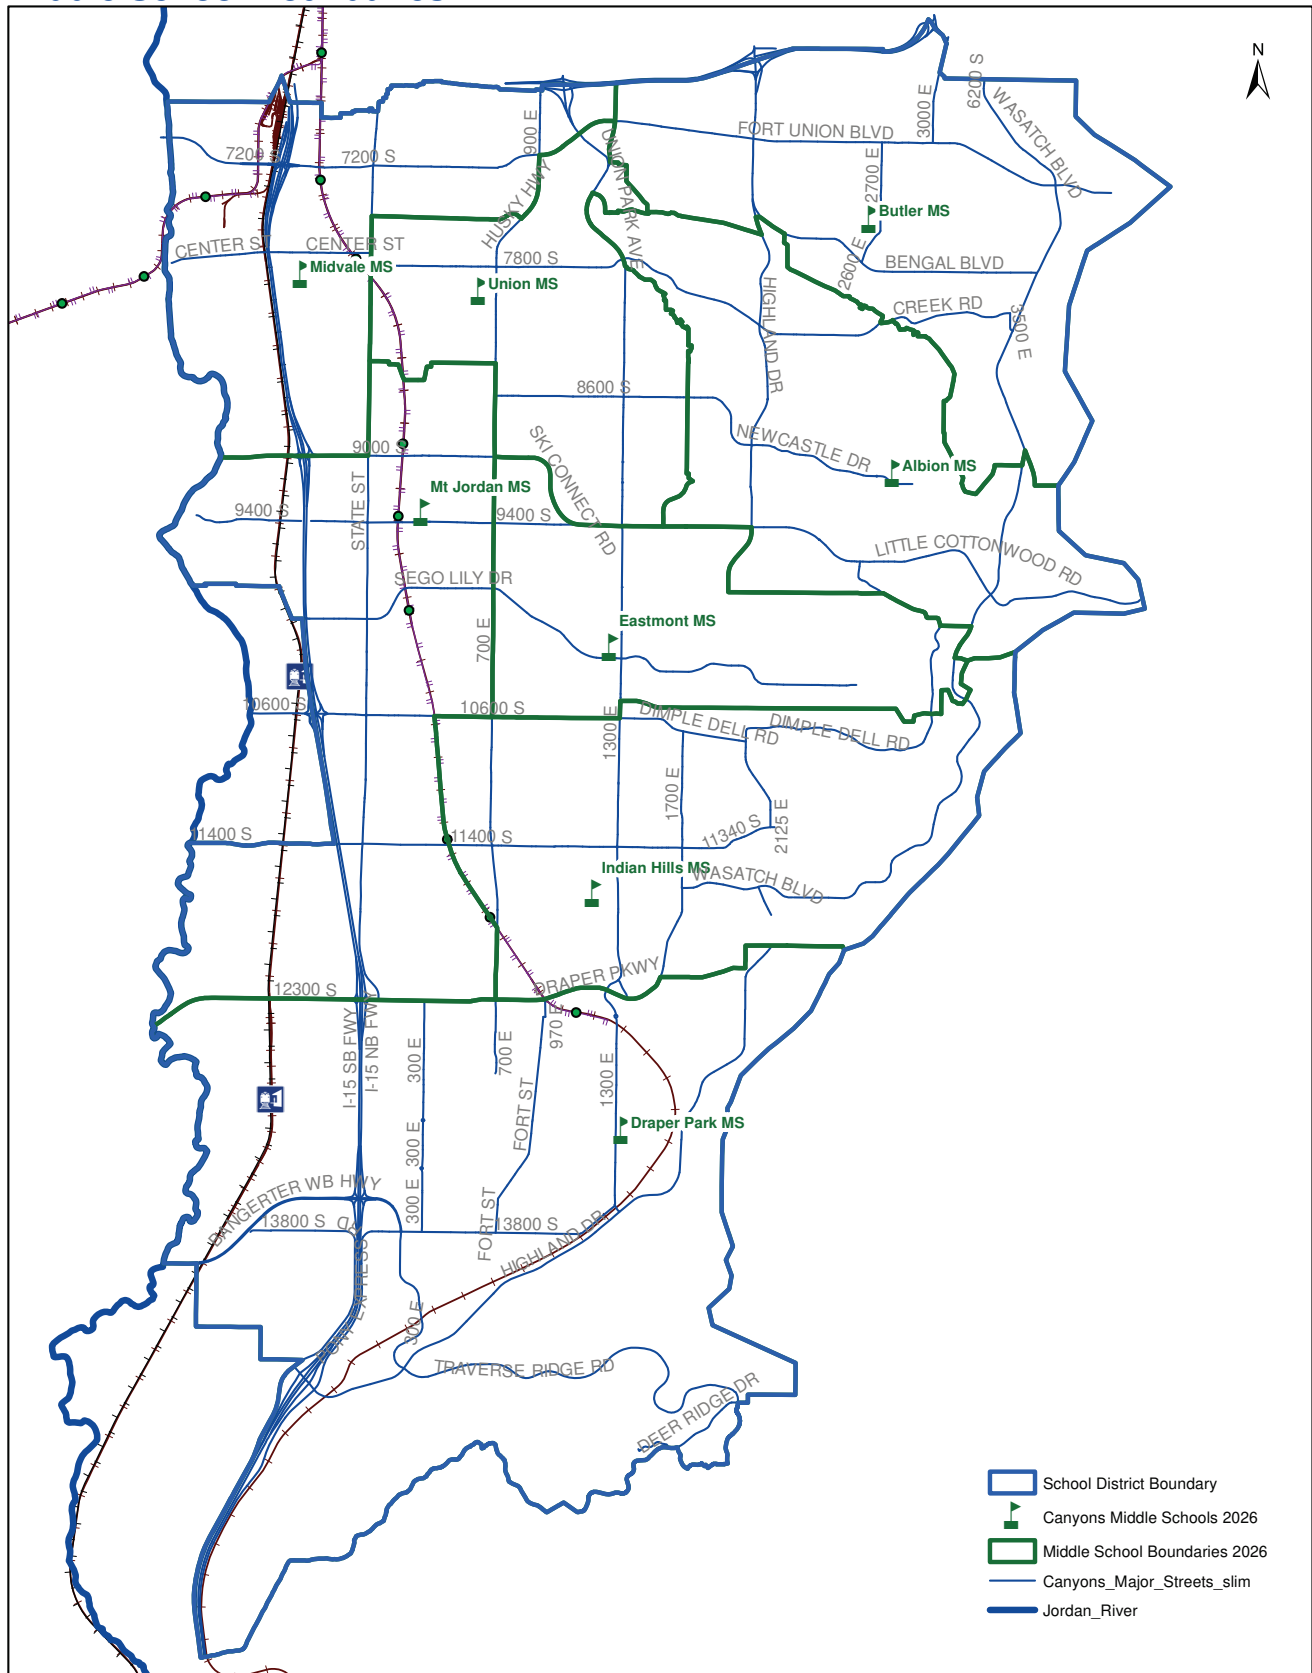 N
6200 S
WASATCH BLVD
3000 E
900 E
FORT UNION BLVD
7200 S
7200 S
UNION PARK AVE
2700 E
HUSKY HWY
Butler MS
CENTER ST
CENTER ST
7800 S
2600 E
BENGAL BLVD
Midvale MS
Union MS
HIGHLAND DR
CREEK RD
3500 E
8600 S
SKI CONNECT RD
NEWCASTLE DR
9000 S
Albion MS
STATE ST
Mt Jordan MS
9400 S
9400 S
LITTLE COTTONWOOD RD
SEGO LILY DR
Eastmont MS
700 E
10600 S
10600 S
1300 E
DIMPLE DELL RD
DIMPLE DELL RD
1700 E
11400 S
11400 S
11340 S
2125 E
Indian Hills MS
WASATCH BLVD
DRAPER PKWY
12300 S
I-15 SB FWY
I-15 NB FWY
300 E
700 E
970 E
1300 E
FORT ST
Draper Park MS
300 E
300 E
BANGERTER WB HWY
13800 S
RD
FORT ST
13800 S
HIGHLAND DR
300 E
TRAVERSE RIDGE RD
DEER RIDGE DR
School District Boundary
Canyons Middle Schools 2026
Middle School Boundaries 2026
Canyons_Major_Streets_slim
Jordan_River